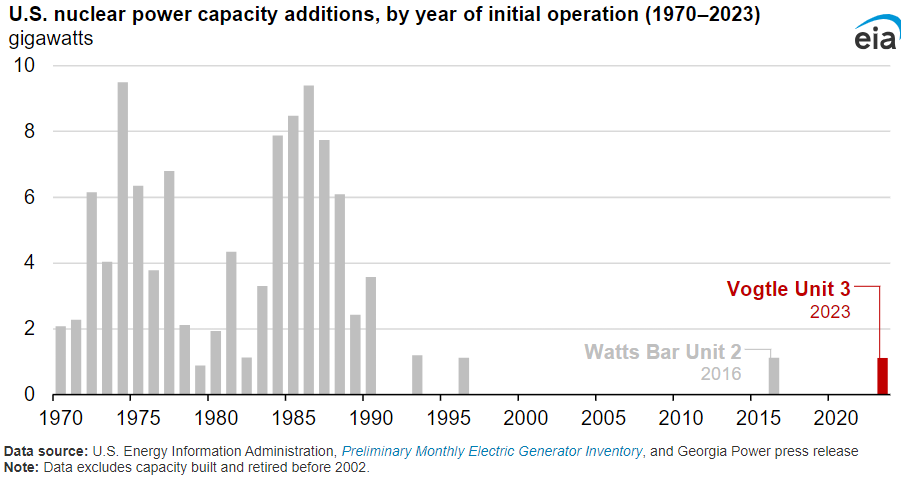 U.S. nuclear power capacity additions, by year of initial operation (1970–2023)
gigawatts
eia
10
8
6
4
2
0
Vogtle Unit 3
2023
Watts Bar Unit 2
2016
1970 1975 1980 1985 1990 1995 2000 2005 2010 2015 2020
Data source: U.S. Energy Information Administration, Preliminary Monthly Electric Generator Inventory, and Georgia Power press release
Note: Data excludes capacity built and retired before 2002.